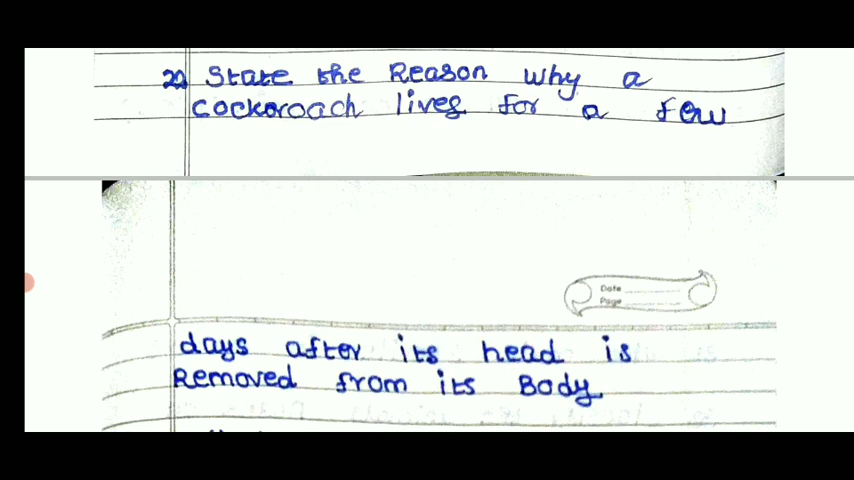 20 State the Reason why a
cockoroach lives for a few
Date
Page
days after its head is
Removed from its Body